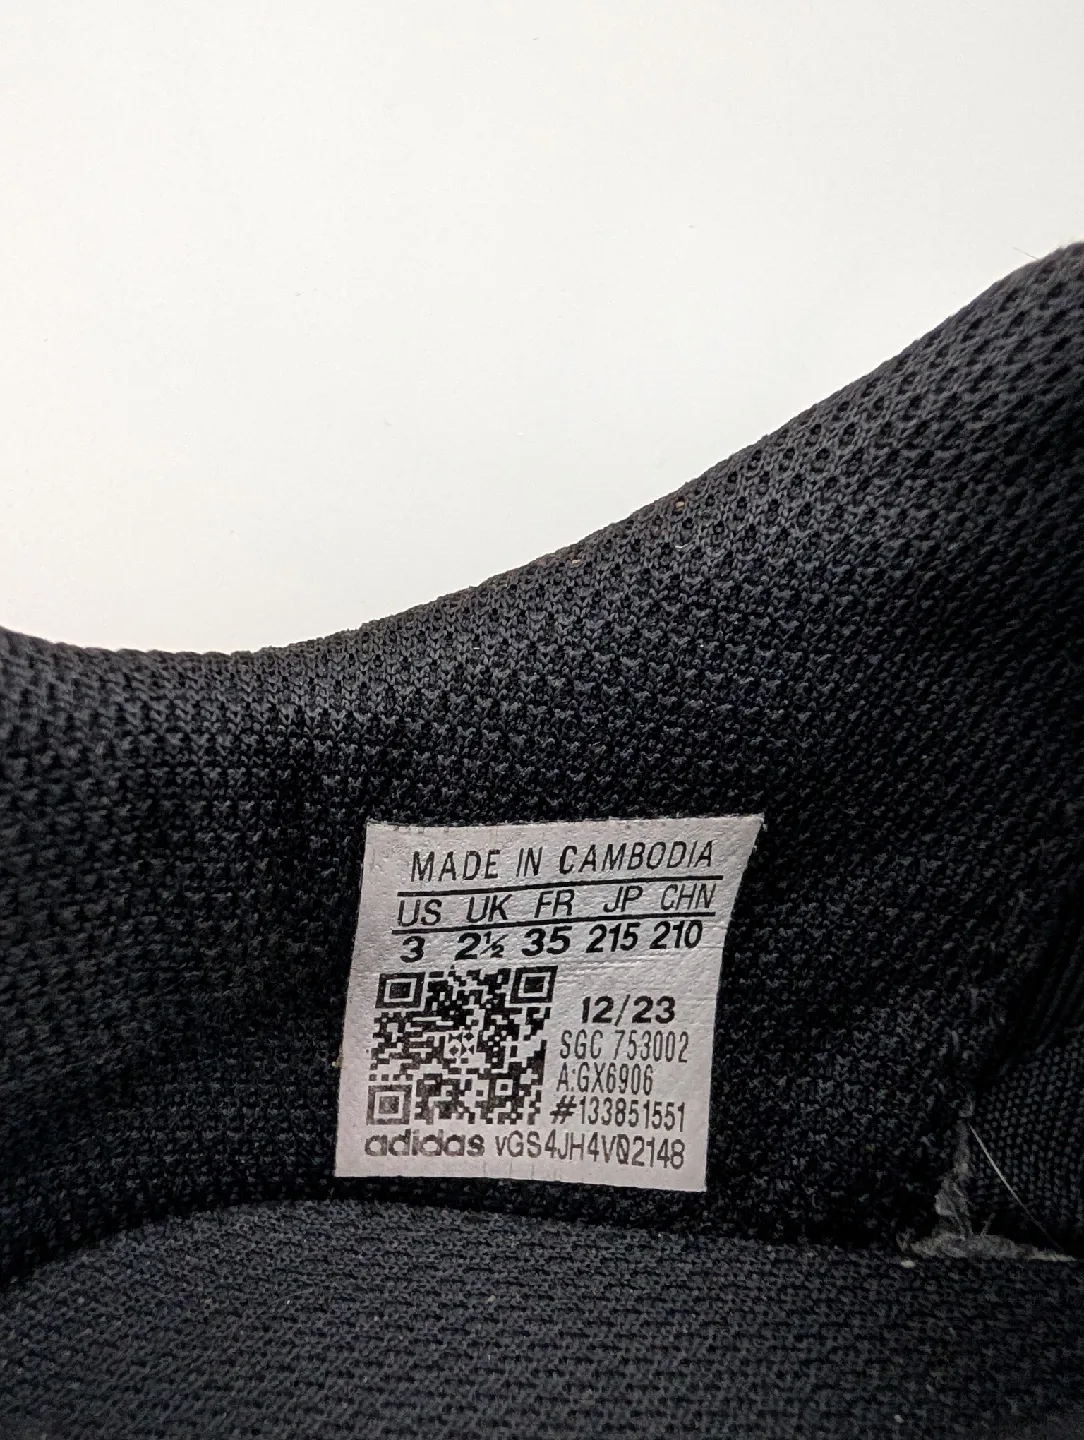 MADE IN CAMBODIA
US UK FR JP CHN
3 2½ 35 215 210
12/23
SGC 753002
A:GX6906
#133851551
adidas vGS4JH4VQ2148